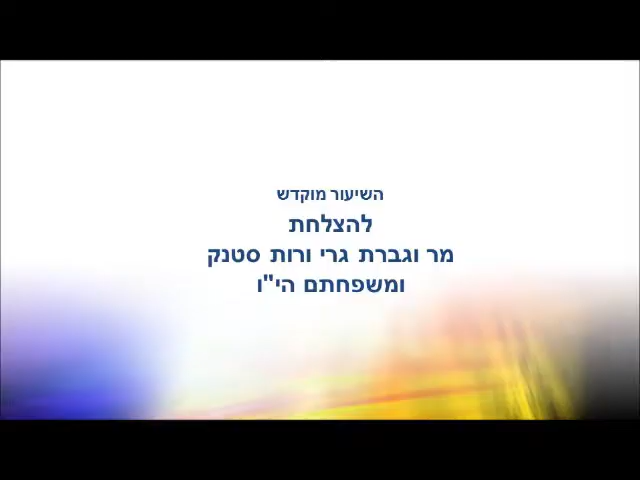 השיעור מוקדש
להצלחת
מר וגברת גרי ורות סטנק
ומשפחתם הי"ו